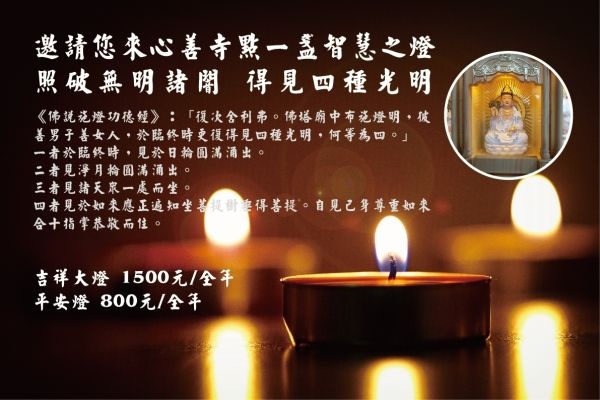 邀請您來心善寺點一盞智慧之燈
照破無明諸闇 得見四種光明
《佛說施燈功德經》：「復次舍利弗。佛塔廟中布施燈明，彼
善男子善女人，於臨終時更復得見四種光明，何等為四。」
一者於臨終時，見於日輪圓滿涌出。
二者見淨月輪圓滿涌出。
三者見諸天眾一處而坐。
四者見於如來應正遍知坐菩提樹垂得菩提。自見己身尊重如來
合十指掌恭敬而住。
吉祥大燈 1500元/全年
平安燈 800元/全年